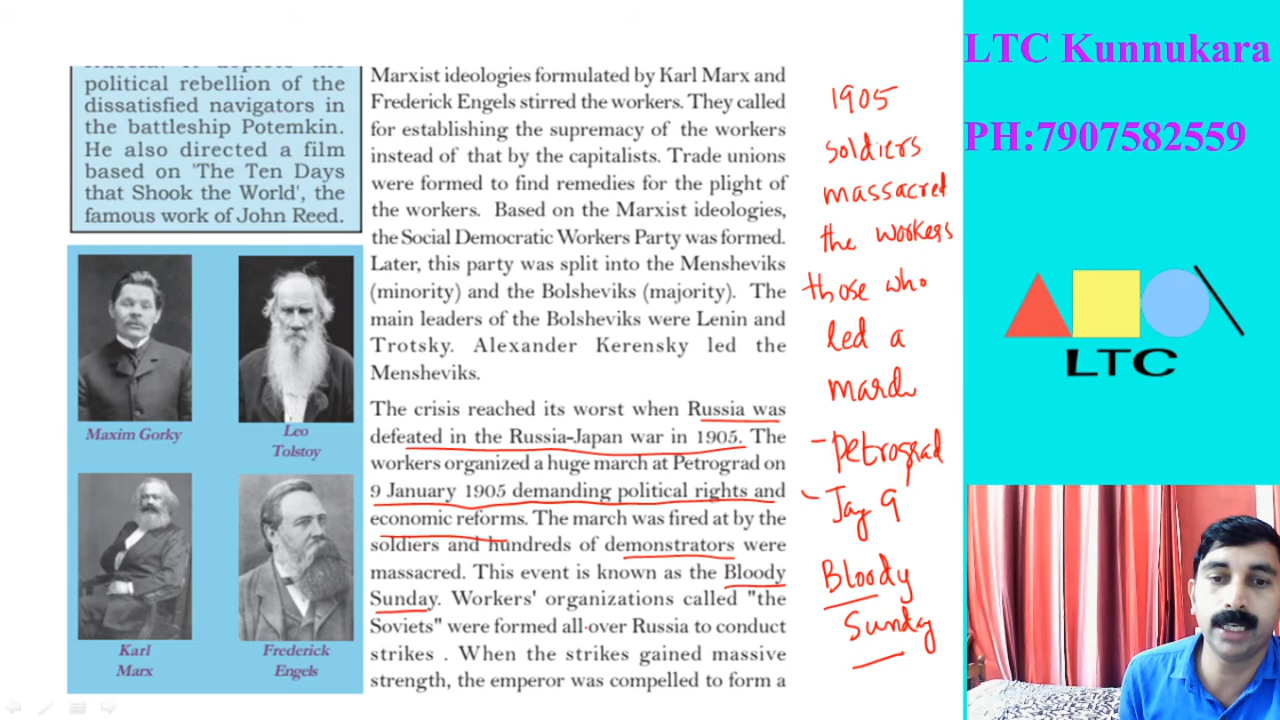 political rebellion of the
dissatisfied navigators in
the battleship Potemkin.
He also directed a film
based on 'The Ten Days
that Shook the World', the
famous work of John Reed.
Maxim Gorky
Leo
Tolstoy
Karl
Marx
Frederick
Engels
Marxist ideologies formulated by Karl Marx and
Frederick Engels stirred the workers. They called
for establishing the supremacy of the workers
instead of that by the capitalists. Trade unions
were formed to find remedies for the plight of
the workers. Based on the Marxist ideologies,
the Social Democratic Workers Party was formed.
Later, this party was split into the Mensheviks
(minority) and the Bolsheviks (majority). The
main leaders of the Bolsheviks were Lenin and
Trotsky. Alexander Kerensky led the
Mensheviks.
The crisis reached its worst when Russia was
defeated in the Russia-Japan war in 1905. The
workers organized a huge march at Petrograd on
9 January 1905 demanding political rights and
economic reforms. The march was fired at by the
soldiers and hundreds of demonstrators were
massacred. This event is known as the Bloody
Sunday. Workers' organizations called "the
Soviets" were formed all over Russia to conduct
strikes . When the strikes gained massive
strength, the emperor was compelled to form a
1905
soldiers
massacred
the workers
those who
led a
march
- Petrograd
- Jay 9
Bloody
Sunday
LTC Kunnukara
PH:7907582559
LTC